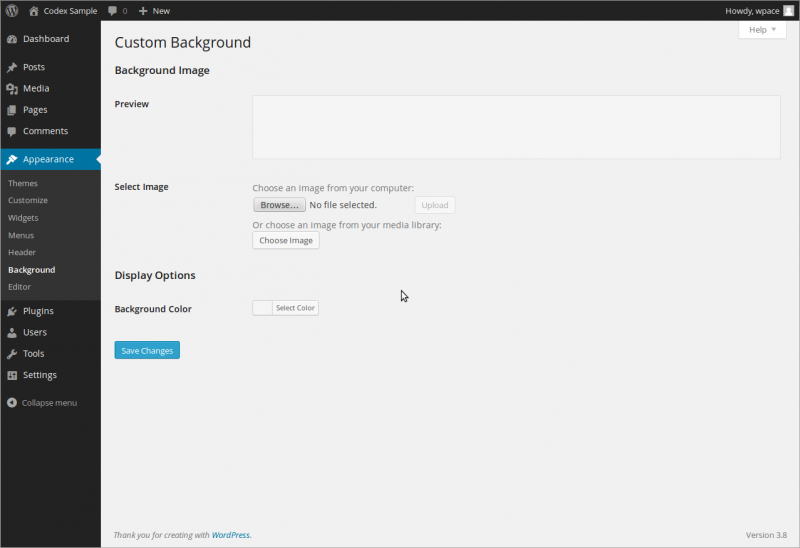 Codex Sample 0 New Howdy, wpace
Help
Dashboard
Posts
Media
Pages
Comments
Appearance
Themes
Customize
Widgets
Menus
Header
Background
Editor
Plugins
Users
Tools
Settings
Collapse menu
Custom Background
Background Image
Preview
Select Image
Choose an image from your computer:
Browse... No file selected. Upload
Or choose an image from your media library:
Choose Image
Display Options
Background Color Select Color
Save Changes
Thank you for creating with WordPress. Version 3.8